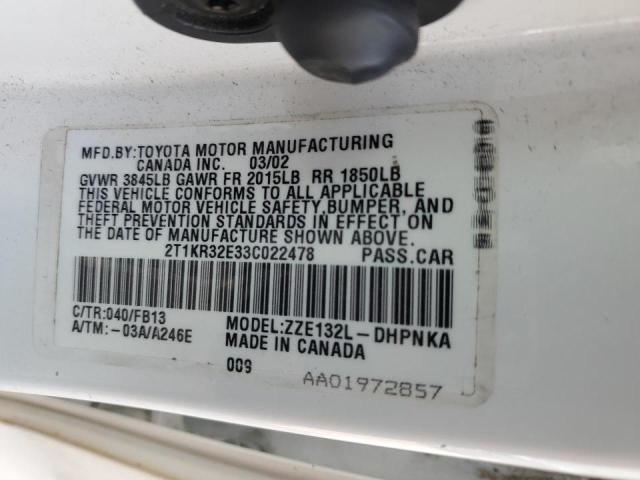 MFD.BY:TOYOTA MOTOR MANUFACTURING
CANADA INC. 03/02
GVWR 3845LB GAWR FR 2015LB RR 1850LB
THIS VEHICLE CONFORMS TO ALL APPLICABLE
FEDERAL MOTOR VEHICLE SAFETY,BUMPER, AND
THEFT PREVENTION STANDARDS IN EFFECT ON
THE DATE OF MANUFACTURE SHOWN ABOVE.
2T1KR32E33C022478 PASS.CAR
C/TR:040/FB13 MODEL:ZZE132L-DHPNKA
A/TM:-03A/A246E MADE IN CANADA
009 AA01972857